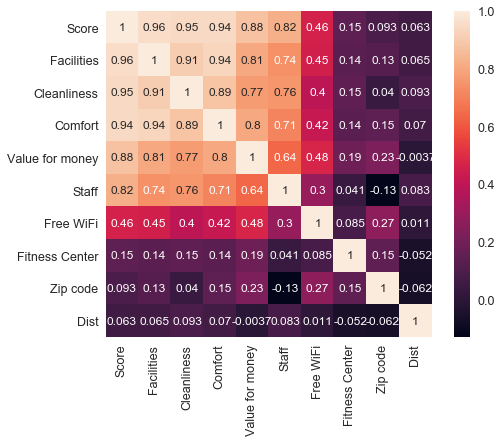 Score 1 0.96 0.95 0.94 0.88 0.82 0.46 0.15 0.093 0.063
Facilities 0.96 1 0.91 0.94 0.81 0.74 0.45 0.14 0.13 0.065
Cleanliness 0.95 0.91 1 0.89 0.77 0.76 0.4 0.15 0.04 0.093
Comfort 0.94 0.94 0.89 1 0.8 0.71 0.42 0.14 0.15 0.07
Value for money 0.88 0.81 0.77 0.8 1 0.64 0.48 0.19 0.23 -0.0037
Staff 0.82 0.74 0.76 0.71 0.64 1 0.3 0.041 -0.13 0.083
Free WiFi 0.46 0.45 0.4 0.42 0.48 0.3 1 0.085 0.27 0.011
Fitness Center 0.15 0.14 0.15 0.14 0.19 0.041 0.085 1 0.15 -0.052
Zip code 0.093 0.13 0.04 0.15 0.23 -0.13 0.27 0.15 1 -0.062
Dist 0.063 0.065 0.093 0.07 -0.0037 0.083 0.011 -0.052 -0.062 1
Score Facilities Cleanliness Comfort Value for money Staff Free WiFi Fitness Center Zip code Dist
1.0
0.8
0.6
0.4
0.2
0.0